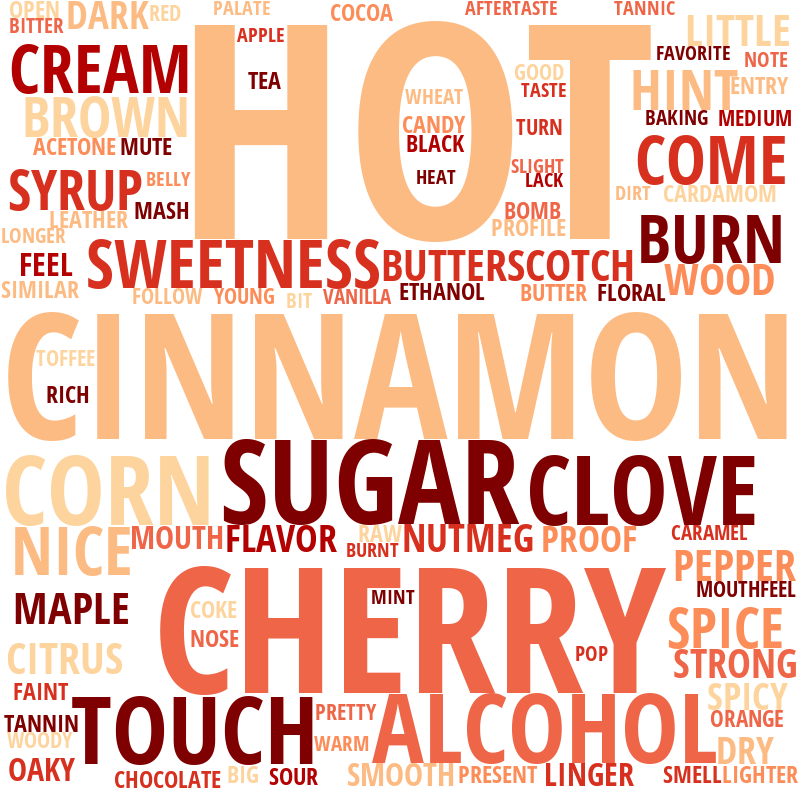 OPEN
BITTER
DARK
RED
PALATE
APPLE
COCOA
AFTERTASTE
TANNIC
LITTLE
FAVORITE
NOTE
CREAM
TEA
HOT
WHEAT
GOOD
TASTE
HINT
ENTRY
BROWN
CANDY
BLACK
TURN
BAKING
MEDIUM
ACETONE
MUTE
HEAT
SLIGHT
LACK
COME
SYRUP
BELLY
DIRT
CARDAMOM
LEATHER
MASH
BOMB
PROFILE
BURN
LONGER
FEEL
SWEETNESS
BUTTERSCOTCH
WOOD
SIMILAR
FOLLOW
YOUNG
BIT
VANILLA
ETHANOL
BUTTER
FLORAL
CINNAMON
TOFFEE
RICH
CORN
SUGAR
CLOVE
NICE
MOUTH
FLAVOR
RAW
BURNT
NUTMEG
PROOF
CARAMEL
PEPPER
MOUTHFEEL
MAPLE
COKE
NOSE
CHERRY
MINT
POP
SPICE
STRONG
CITRUS
FAINT
TANNIN
WOODY
TOUCH
PRETTY
WARM
ALCOHOL
SPICY
ORANGE
DRY
OAKY
CHOCOLATE
BIG
SOUR
SMOOTH
PRESENT
LINGER
SMELL
LIGHTER